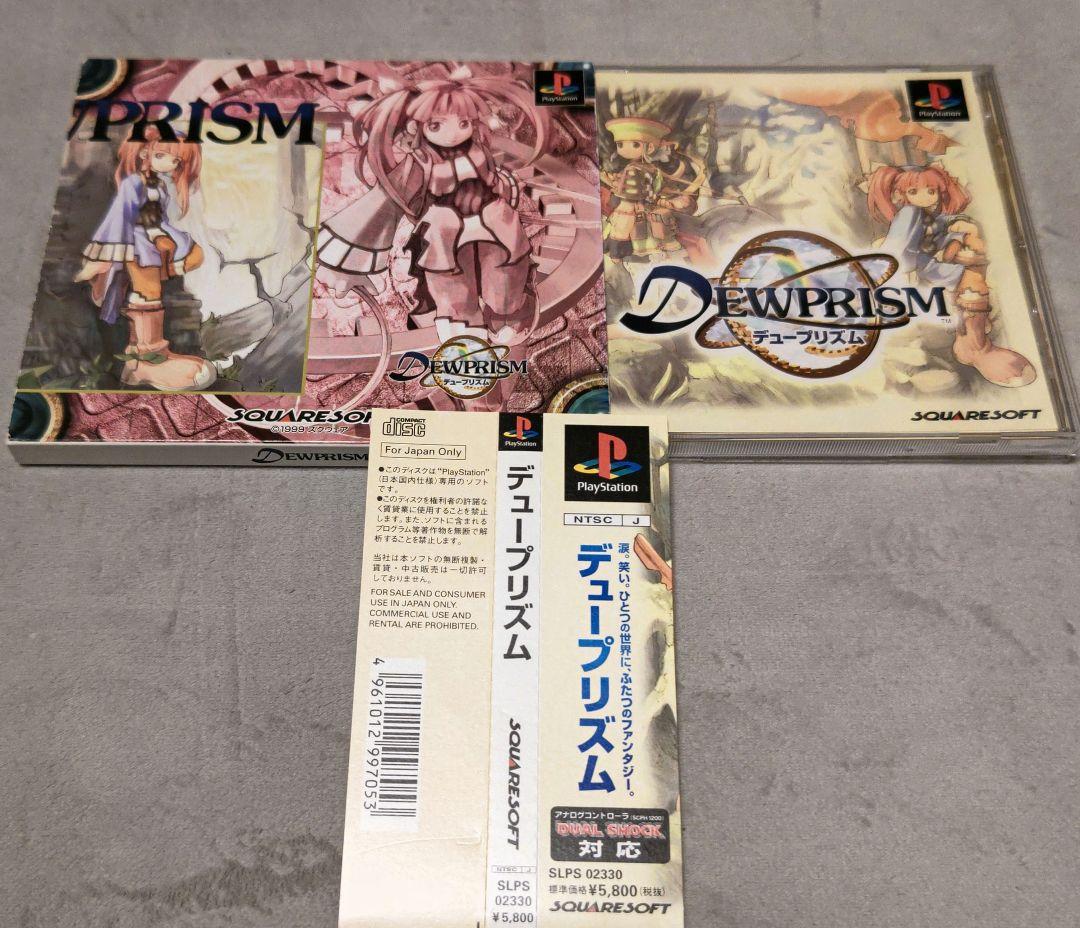 PRISM
PlayStation
DEWPRISM
デュープリズム
SQUARESOFT
©1999 スクウェア
DEWPRISM
PlayStation
DEWPRISM
TM
デュープリズム
SQUARESOFT
COMPACT
disc
For Japan Only
●このディスクは"PlayStation"
(日本国内仕様)専用のソフト
です。
●このディスクを権利者の許諾な
く賃貸業に使用することを禁止
します。また、ソフトに含まれる
プログラム等著作物を無断で解
析することを禁止します。
当社は本ソフトの無断複製・
賃貸・中古販売は一切許可
しておりません。
FOR SALE AND CONSUMER
USE IN JAPAN ONLY.
COMMERCIAL USE AND
RENTAL ARE PROHIBITED.
4 961012 997053
PlayStation
デュープリズム
SQUARESOFT
NTSC J
SLPS
02330
¥5,800
PlayStation
NTSC J
涙。笑い。ひとつの世界に、ふたつのファンタジー。
デュープリズム
アナログコントローラ(SCPH 1200)
DUAL SHOCK
対応
SLPS 02330
標準価格¥5,800(税抜)
SQUARESOFT